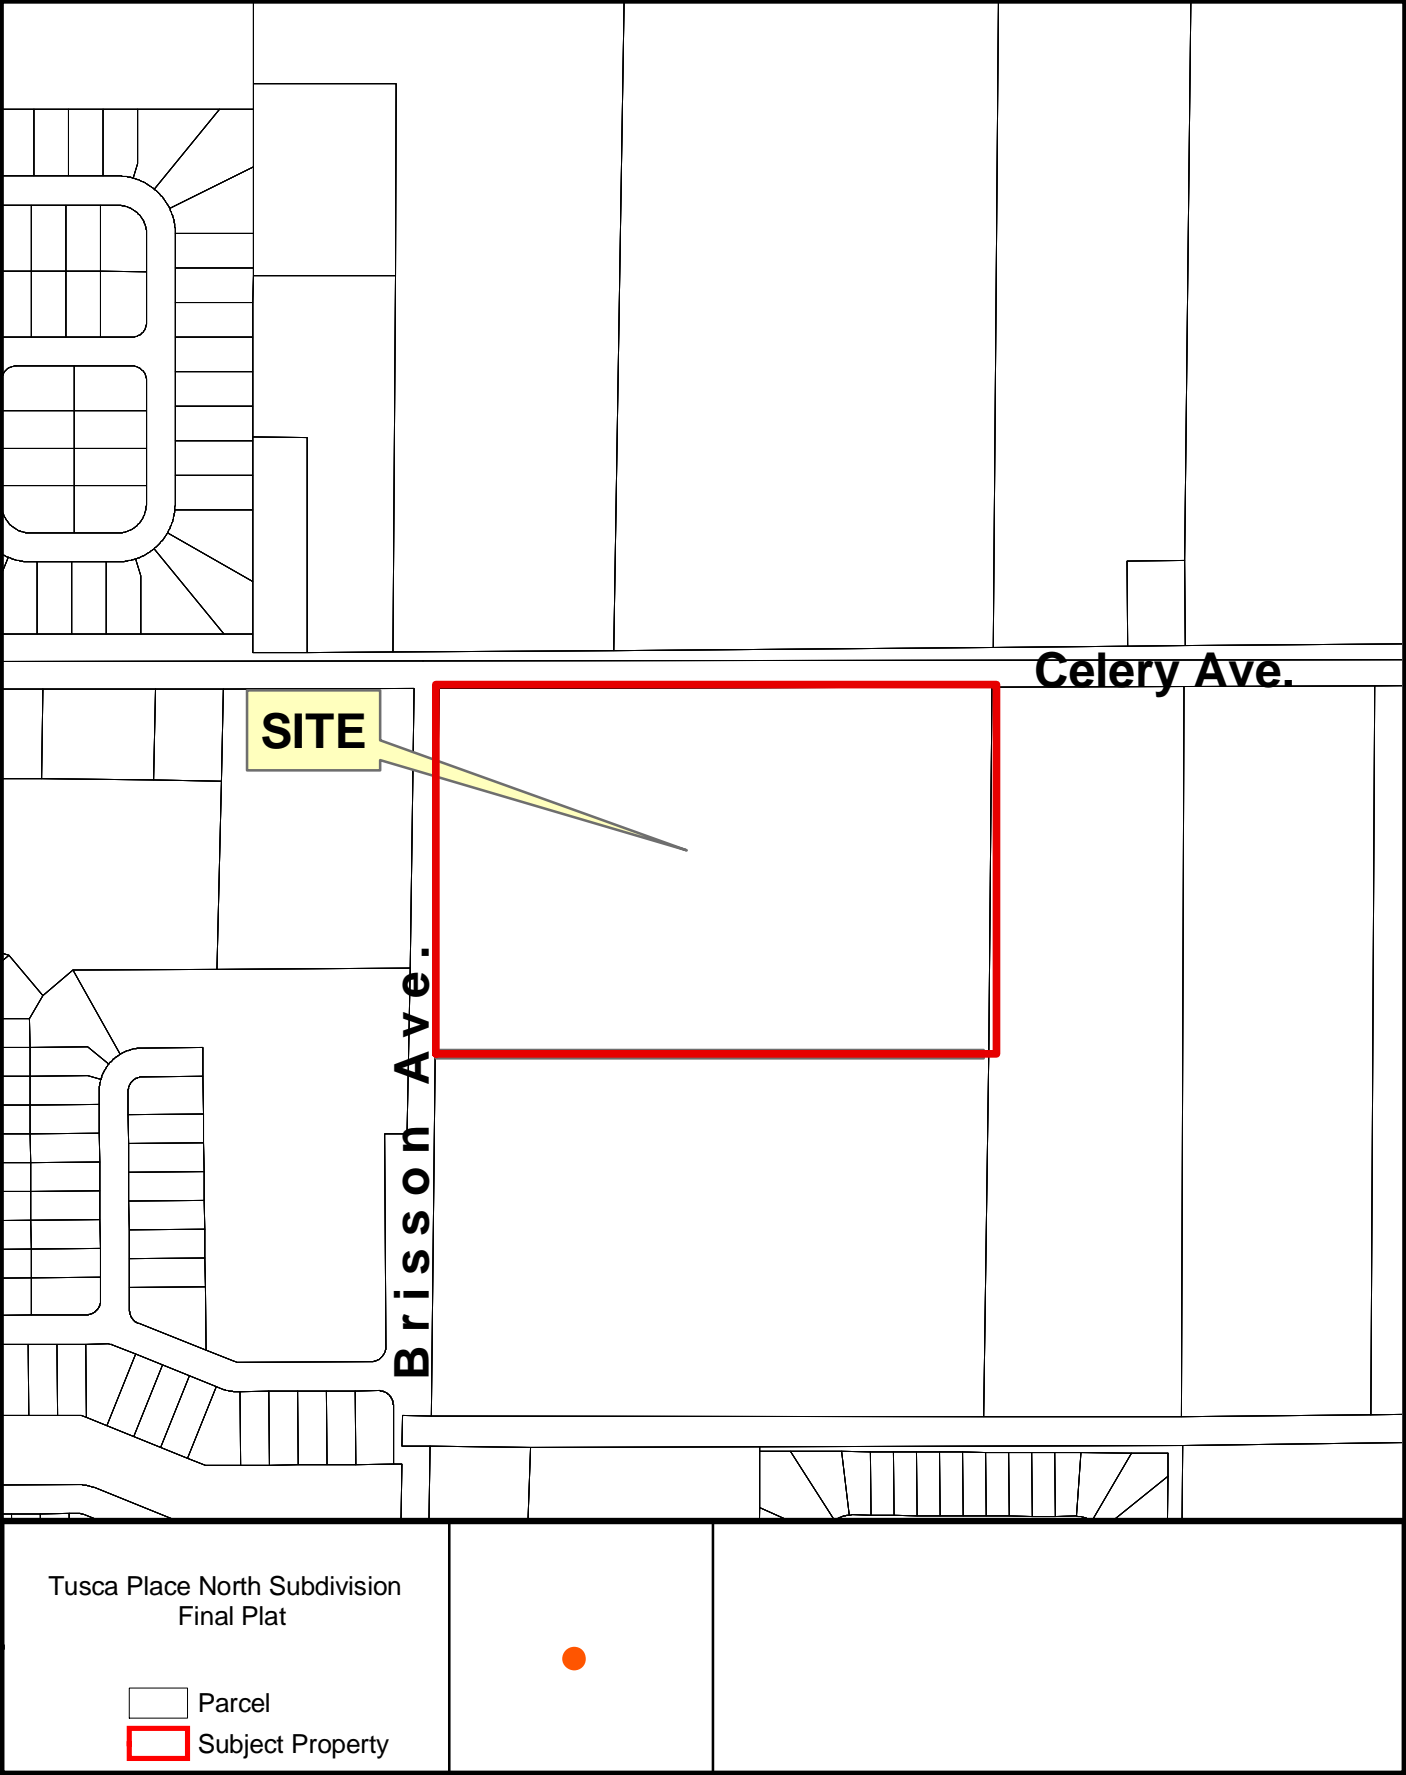 Celery Ave.
SITE
Brisson Ave.
Tusca Place North Subdivision
Final Plat
Parcel
Subject Property